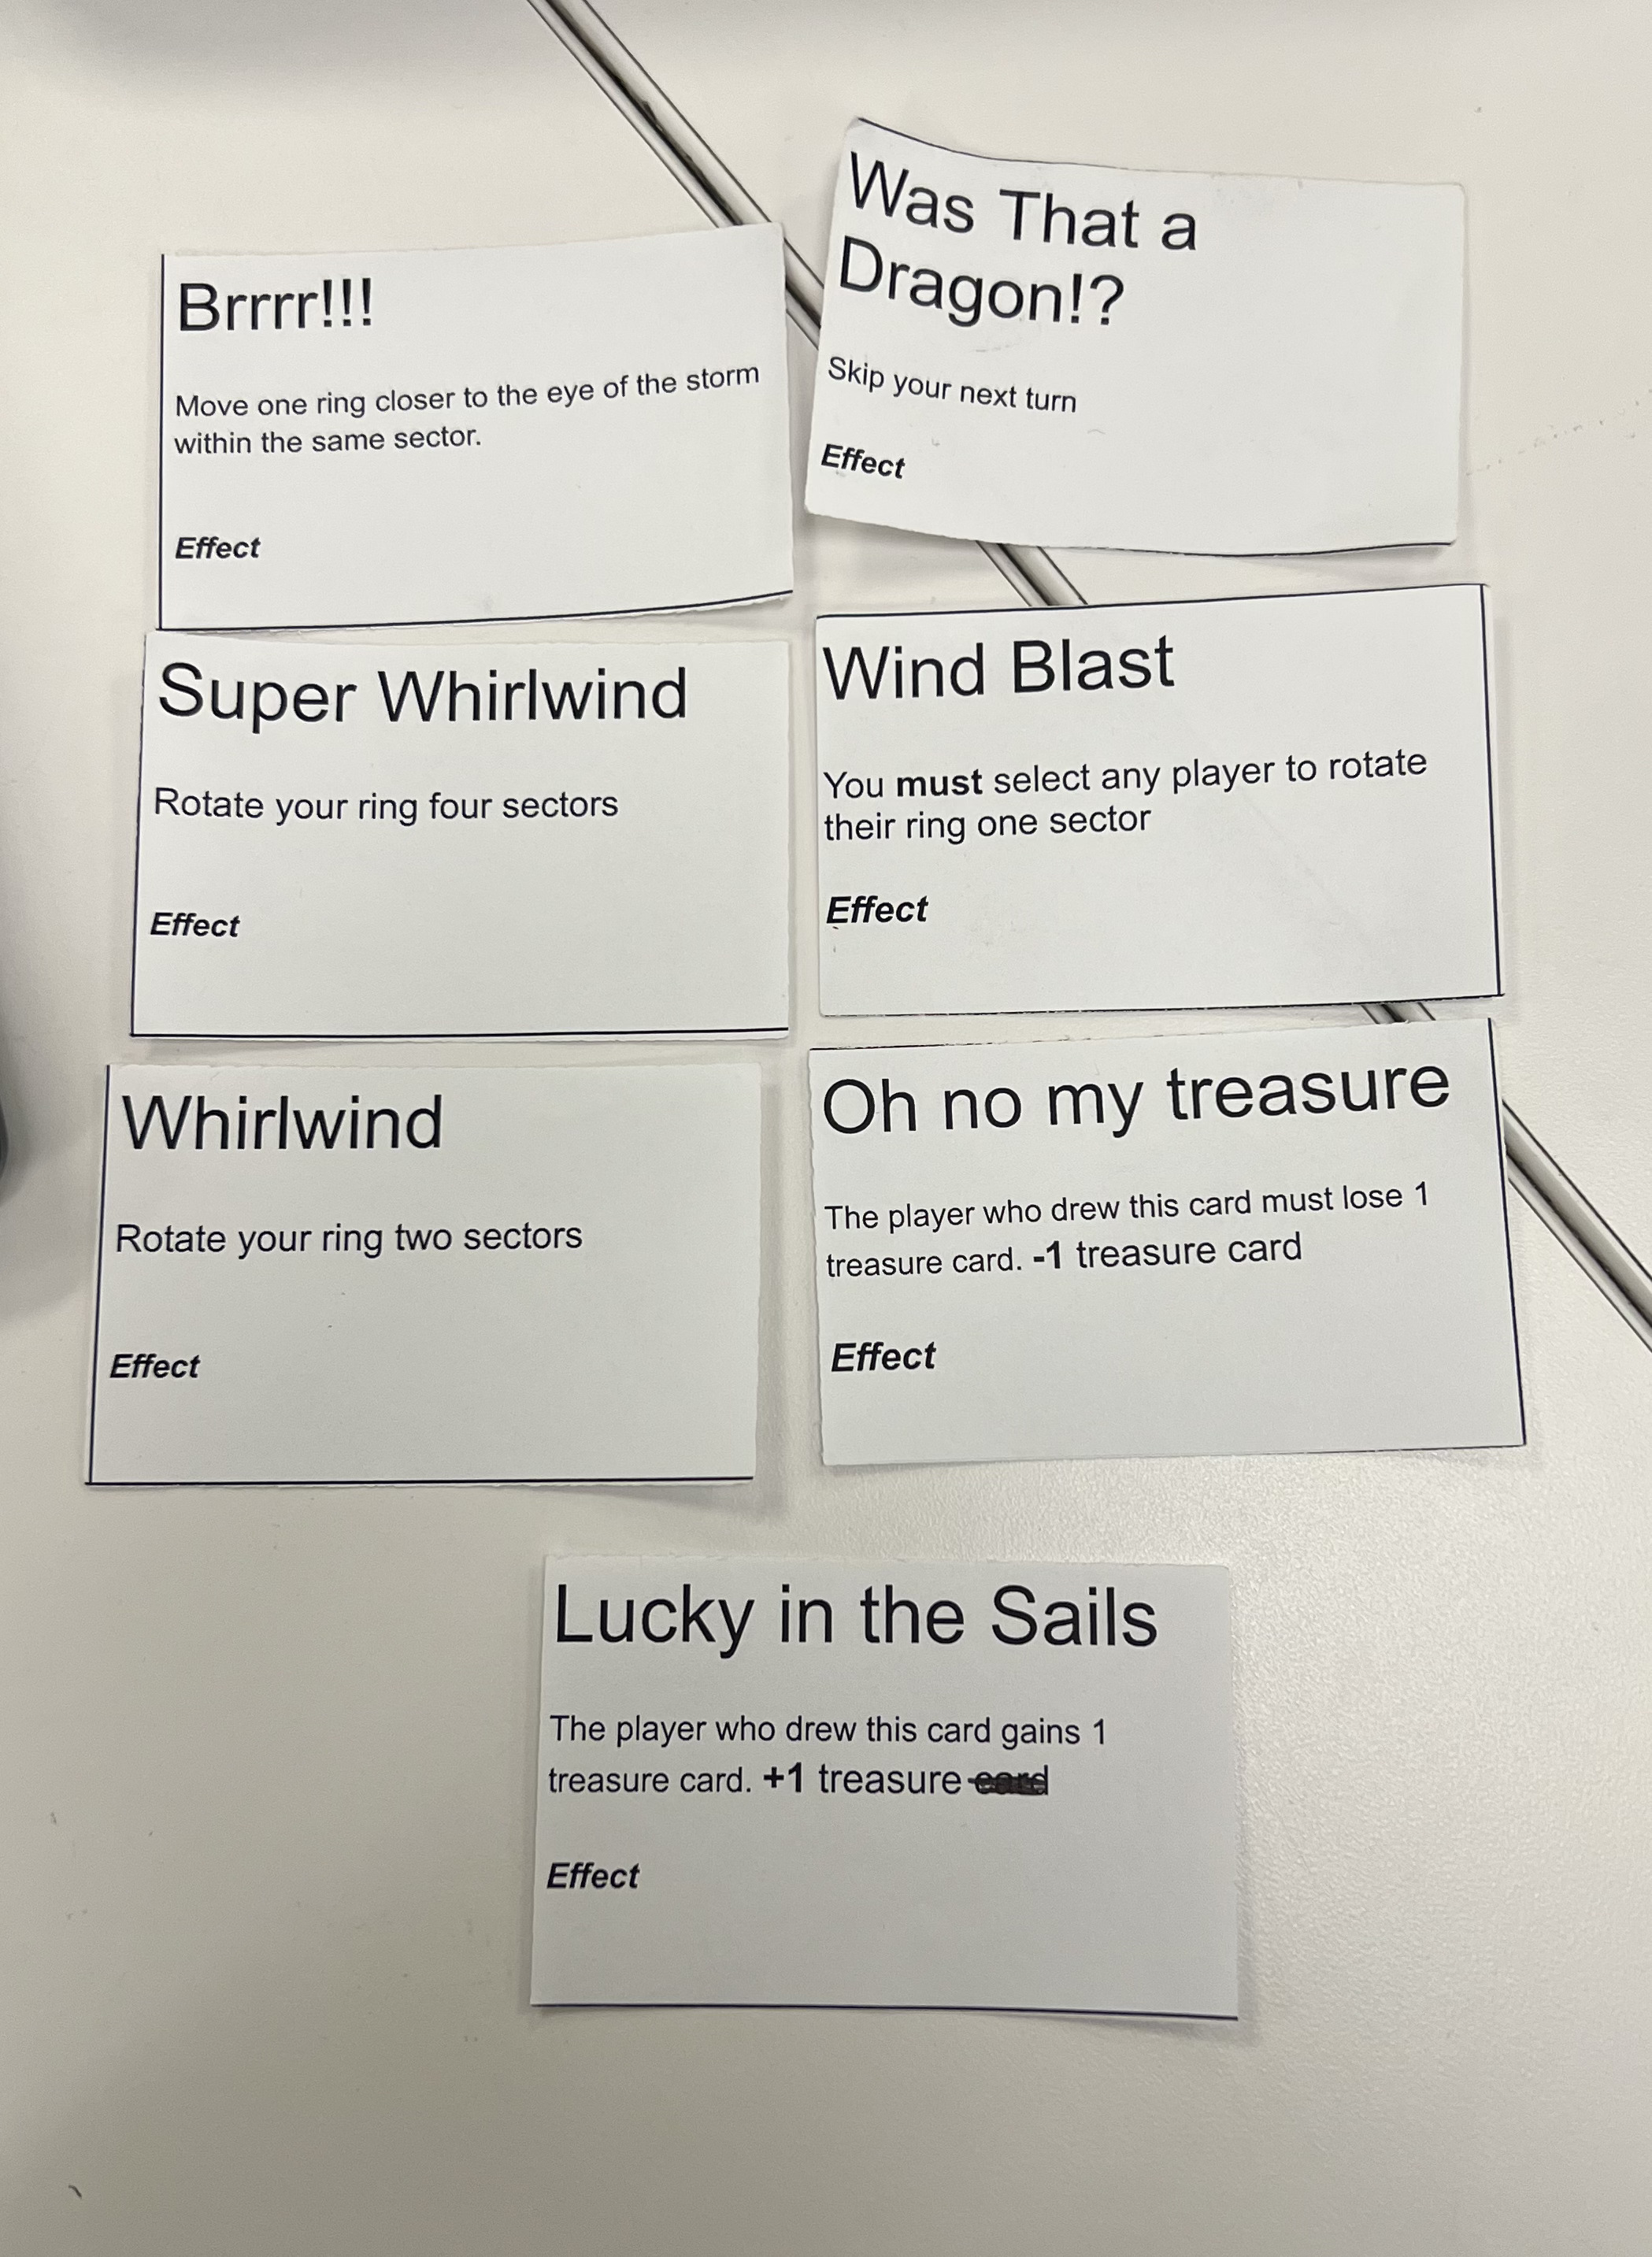 Brrrr!!!
Move one ring closer to the eye of the storm
within the same sector.
Effect
Was That a
Dragon!?
Skip your next turn
Effect
Super Whirlwind
Rotate your ring four sectors
Effect
Wind Blast
You must select any player to rotate
their ring one sector
Effect
Whirlwind
Rotate your ring two sectors
Effect
Oh no my treasure
The player who drew this card must lose 1
treasure card. -1 treasure card
Effect
Lucky in the Sails
The player who drew this card gains 1
treasure card. +1 treasure card
Effect